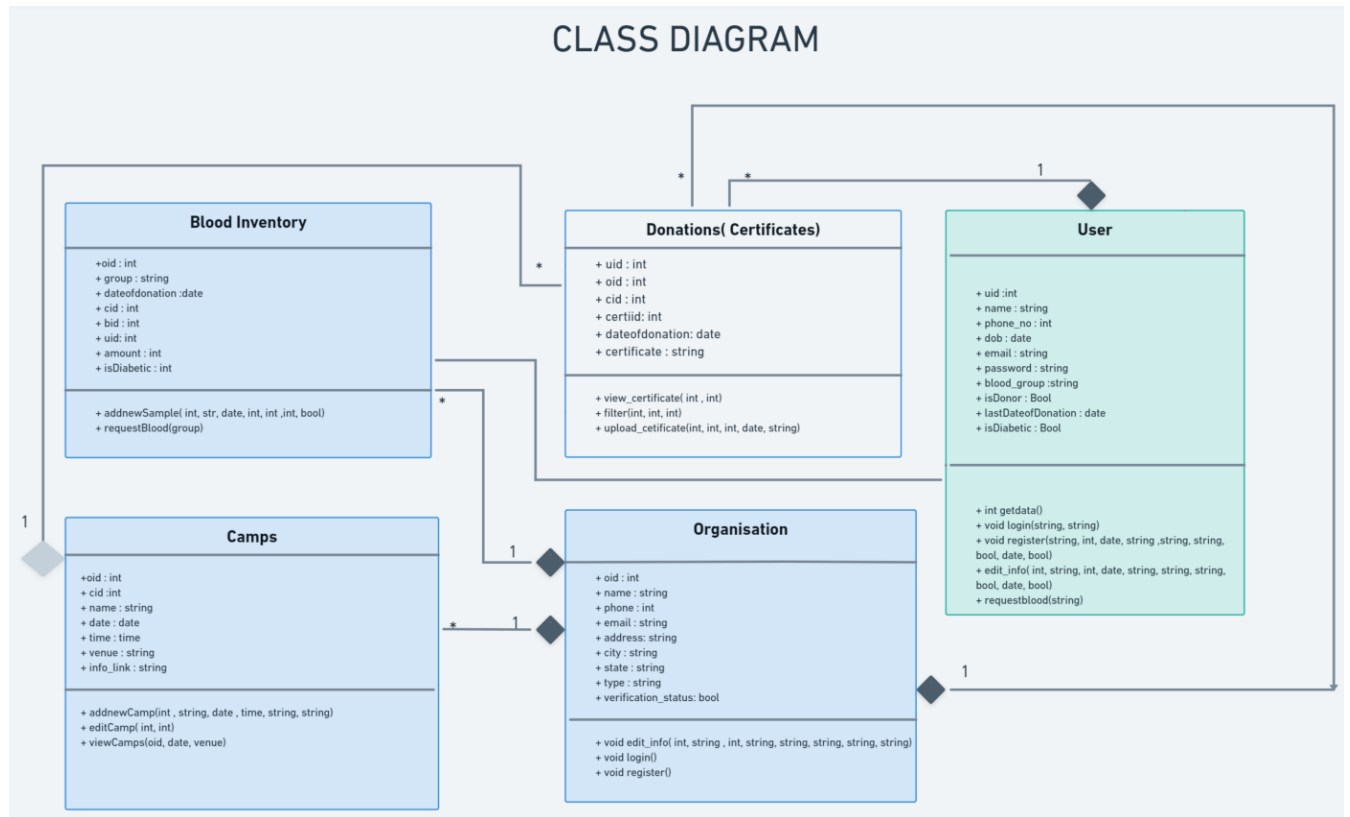 CLASS DIAGRAM
*
*
1
Blood Inventory
+oid : int
+ group : string
+ dateofdonation :date
+ cid : int
+ bid : int
+ uid: int
+ amount : int
+ isDiabetic : int
+ addnewSample( int, str, date, int, int ,int, bool)
+ requestBlood(group)
*
*
Donations( Certificates)
+ uid : int
+ oid : int
+ cid : int
+ certiid: int
+ dateofdonation: date
+ certificate : string
+ view_certificate( int , int)
+ filter(int, int, int)
+ upload_cetificate(int, int, int, date, string)
User
+ uid :int
+ name : string
+ phone_no : int
+ dob : date
+ email : string
+ password : string
+ blood_group :string
+ isDonor : Bool
+ lastDateofDonation : date
+ isDiabetic : Bool
+ int getdata()
+ void login(string, string)
+ void register(string, int, date, string ,string, string,
bool, date, bool)
+ edit_info( int, string, int, date, string, string, string,
bool, date, bool)
+ requestblood(string)
1
Camps
+oid : int
+ cid :int
+ name : string
+ date : date
+ time : time
+ venue : string
+ info_link : string
+ addnewCamp(int , string, date , time, string, string)
+ editCamp( int, int)
+ viewCamps(oid, date, venue)
1
*
1
Organisation
+ oid : int
+ name : string
+ phone : int
+ email : string
+ address: string
+ city : string
+ state : string
+ type : string
+ verification_status: bool
+ void edit_info( int, string , int, string, string, string, string, string)
+ void login()
+ void register()
1